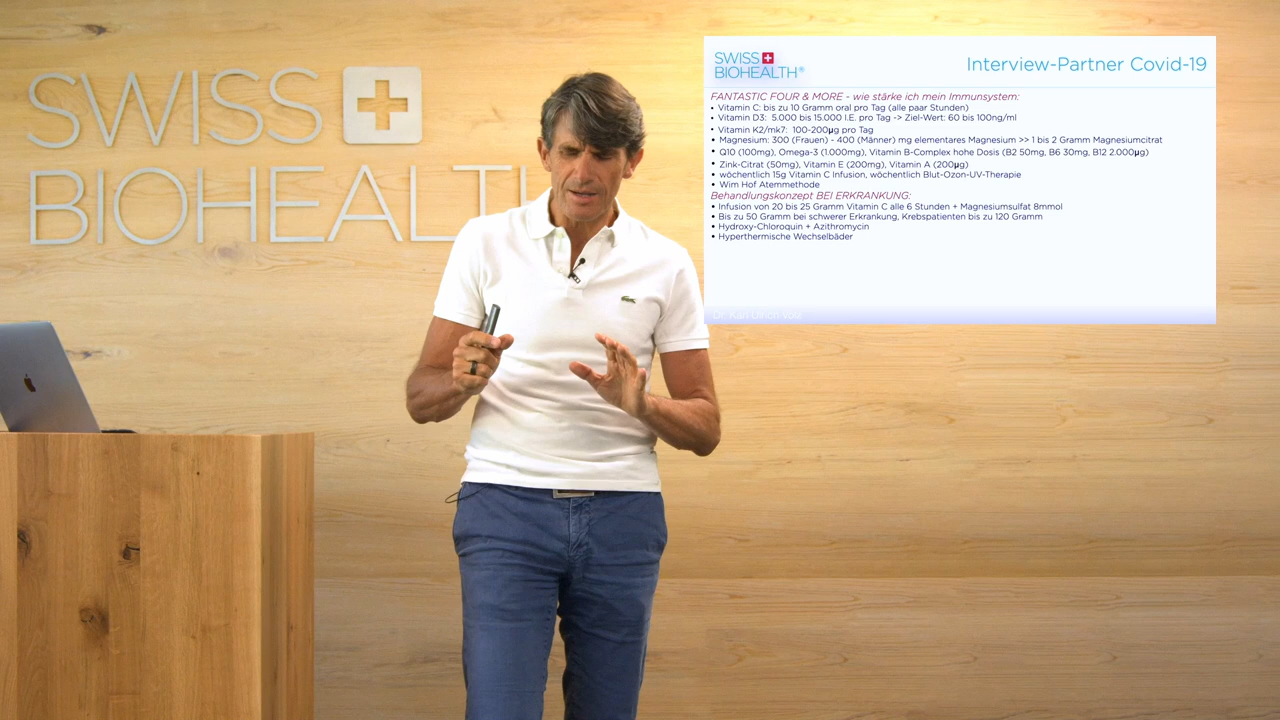 SWISS
BIOHEALTH
SWISS
BIOHEALTH®
Interview-Partner Covid-19
FANTASTIC FOUR & MORE - wie stärke ich mein Immunsystem:
• Vitamin C: bis zu 10 Gramm oral pro Tag (alle paar Stunden)
• Vitamin D3: 5.000 bis 15.000 I.E. pro Tag -> Ziel-Wert: 60 bis 100ng/ml
• Vitamin K2/mk7: 100-200µg pro Tag
• Magnesium: 300 (Frauen) - 400 (Männer) mg elementares Magnesium >> 1 bis 2 Gramm Magnesiumcitrat
• Q10 (100mg), Omega-3 (1.000mg), Vitamin B-Complex hohe Dosis (B2 50mg, B6 30mg, B12 2.000µg)
• Zink-Citrat (50mg), Vitamin E (200mg), Vitamin A (200µg)
• wöchentlich 15g Vitamin C Infusion, wöchentlich Blut-Ozon-UV-Therapie
• Wim Hof Atemmethode
Behandlungskonzept BEI ERKRANKUNG:
• Infusion von 20 bis 25 Gramm Vitamin C alle 6 Stunden + Magnesiumsulfat 8mmol
• Bis zu 50 Gramm bei schwerer Erkrankung, Krebspatienten bis zu 120 Gramm
• Hydroxy-Chloroquin + Azithromycin
• Hyperthermische Wechselbäder
Dr. Karl Ulrich Volz